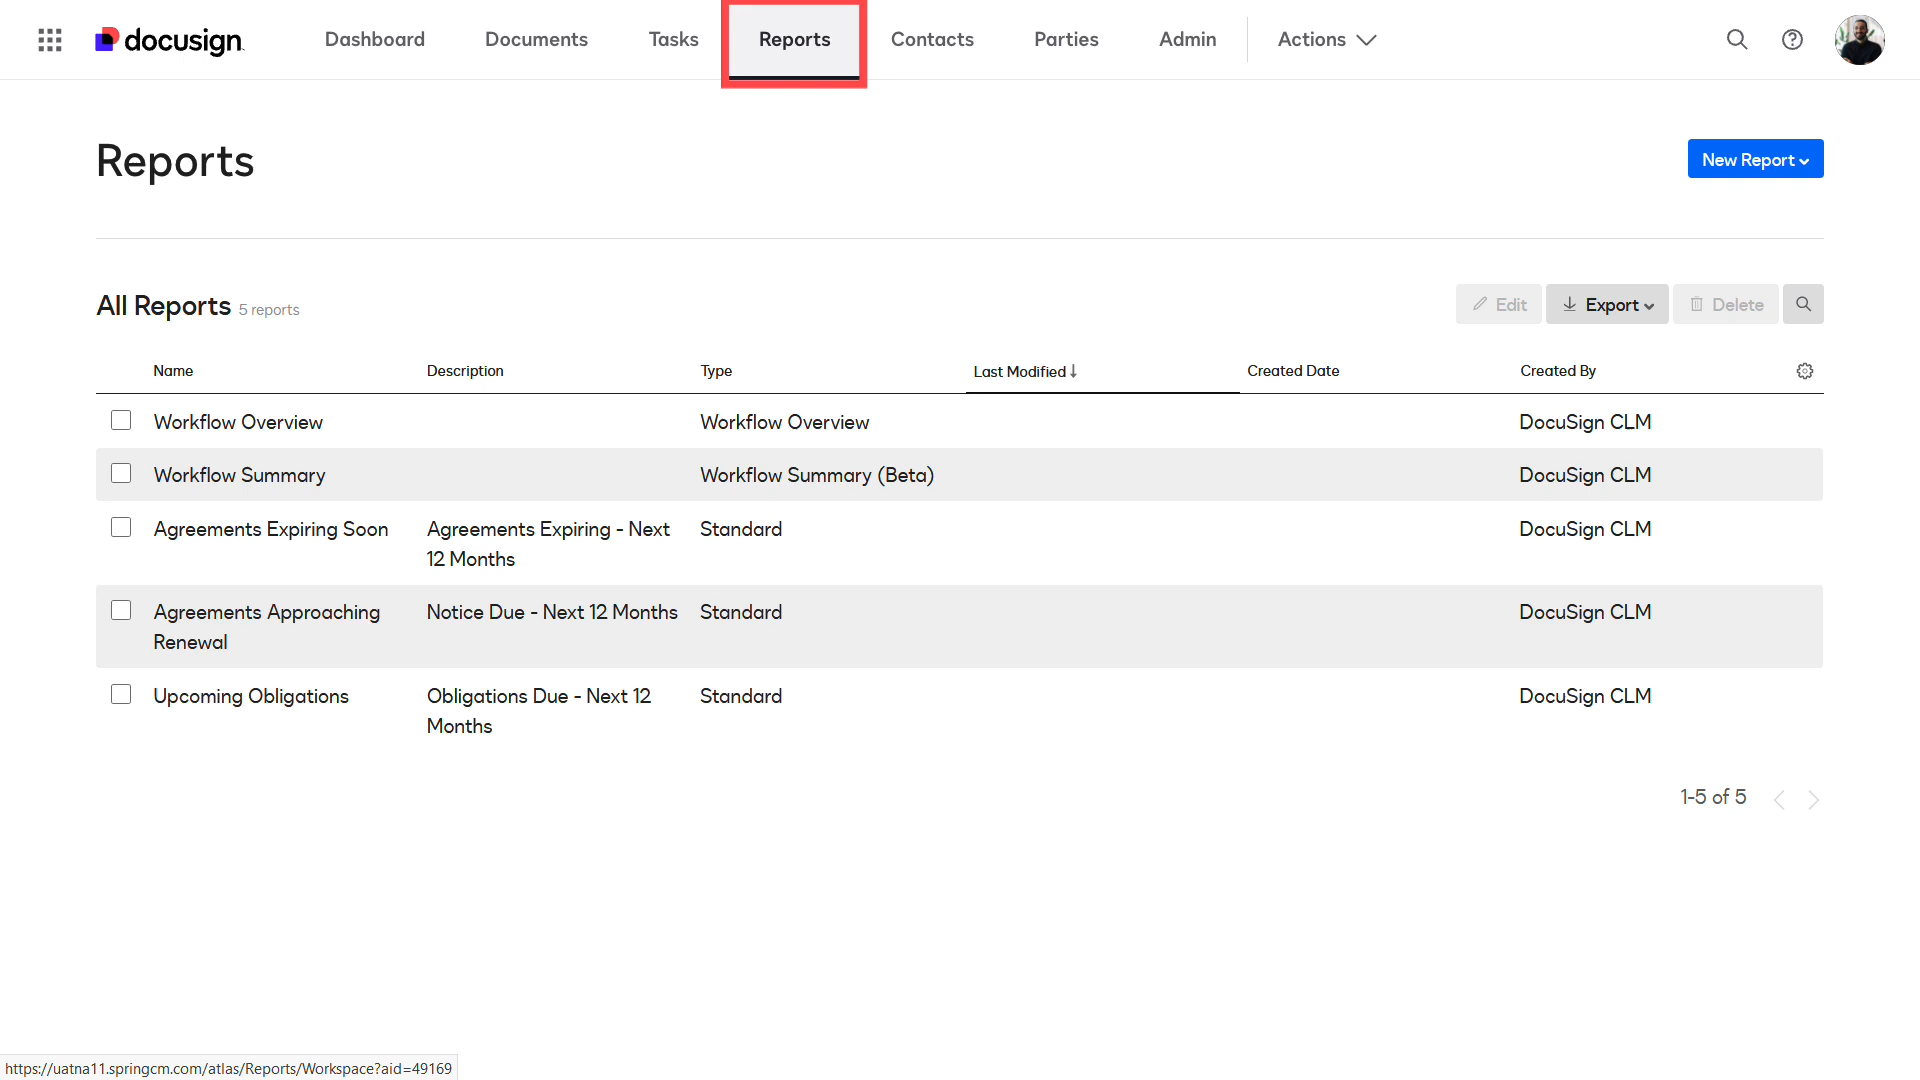 docusign
Dashboard
Documents
Tasks
Reports
Contacts
Parties
Admin
Actions
Reports
New Report
All Reports 5 reports
Edit
Export
Delete
Name
Description
Type
Last Modified
Created Date
Created By
Workflow Overview
Workflow Overview
DocuSign CLM
Workflow Summary
Workflow Summary (Beta)
DocuSign CLM
Agreements Expiring Soon
Agreements Expiring - Next
12 Months
Standard
DocuSign CLM
Agreements Approaching
Renewal
Notice Due - Next 12 Months
Standard
DocuSign CLM
Upcoming Obligations
Obligations Due - Next 12
Months
Standard
DocuSign CLM
1-5 of 5
https://uatna11.springcm.com/atlas/Reports/Workspace?aid=49169